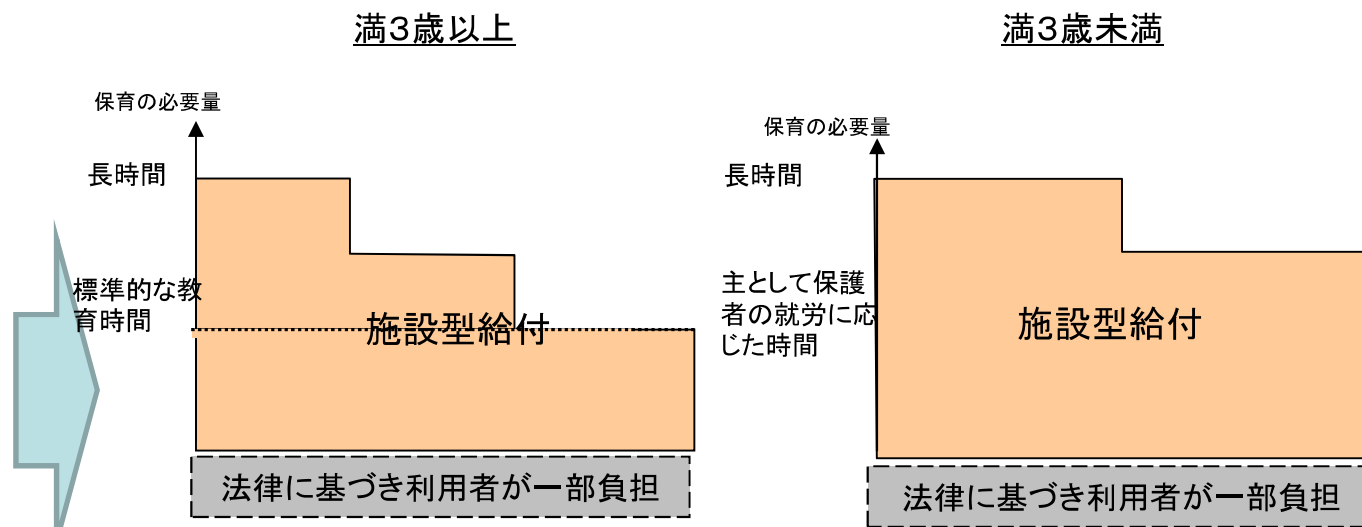 満3歳以上
保育の必要量
長時間
標準的な教
育時間
施設型給付
法律に基づき利用者が一部負担
満3歳未満
保育の必要量
長時間
主として保護
者の就労に応
じた時間
施設型給付
法律に基づき利用者が一部負担